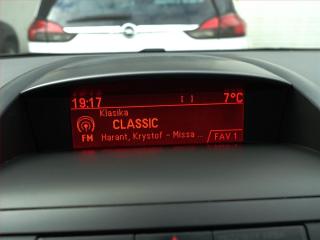 19:17 [ ] 7°C
Klasika
CLASSIC
Harant, Krystof - Missa ...
FM FAV 1